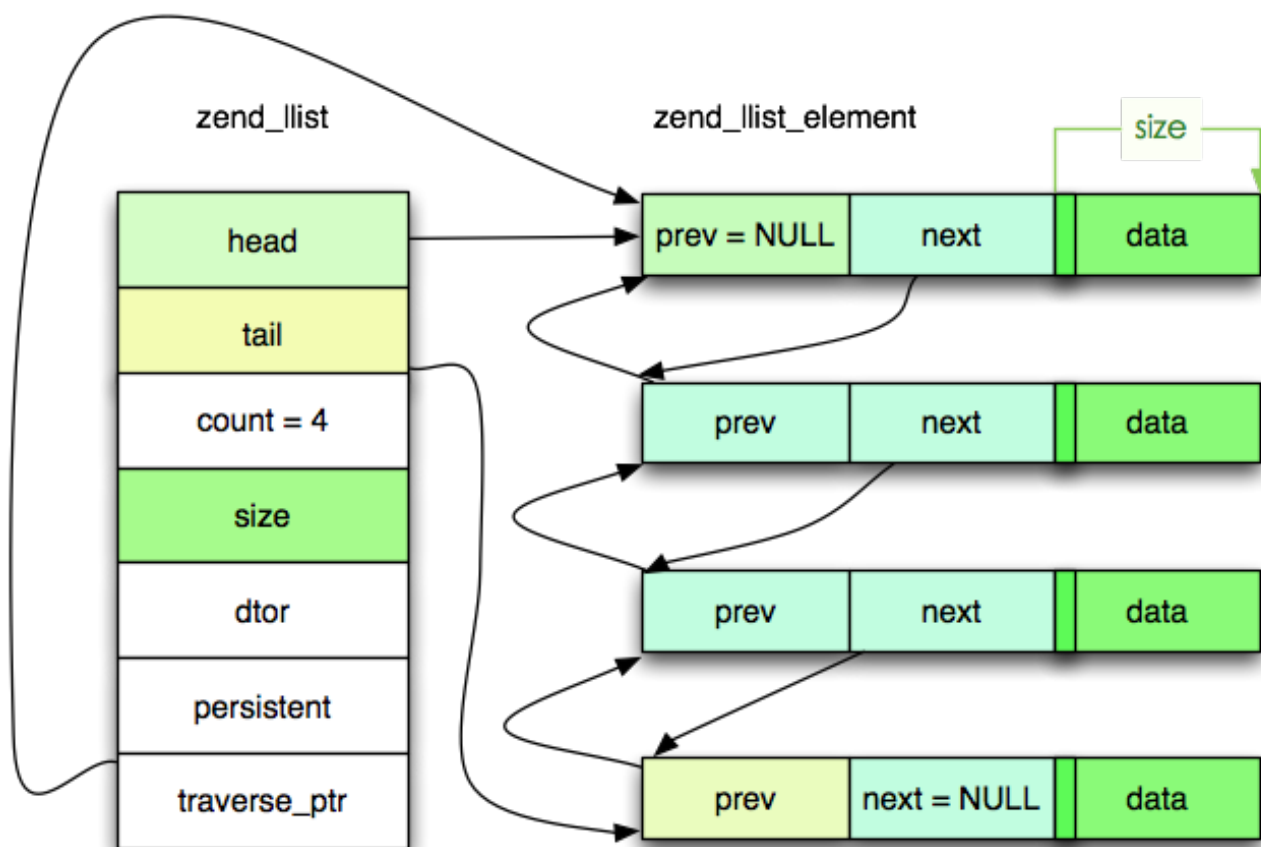 zend_llist
zend_llist_element
size
head
tail
count = 4
size
dtor
persistent
traverse_ptr
prev = NULL
next
data
prev
next
data
prev
next
data
prev
next = NULL
data